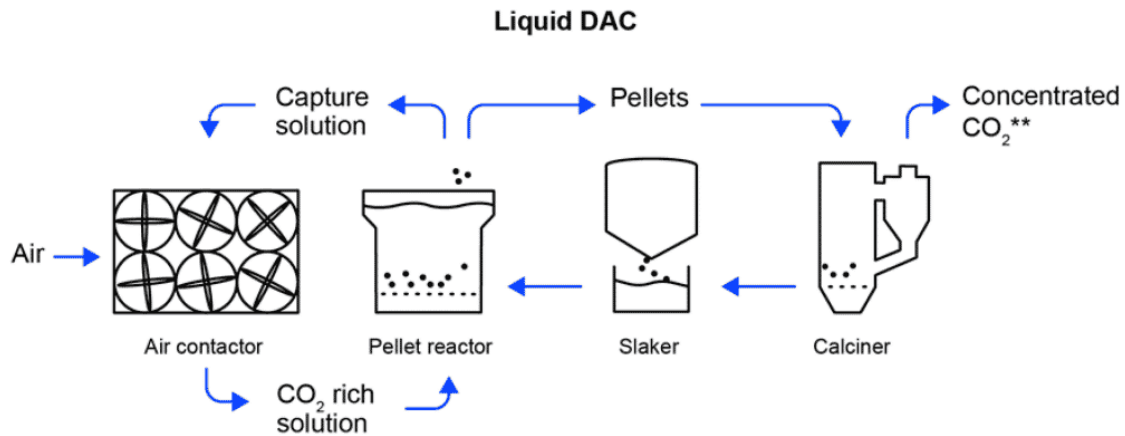 Liquid DAC
Capture
solution
Pellets
Concentrated
CO₂**
Air
Air contactor
Pellet reactor
Slaker
Calciner
CO₂ rich
solution